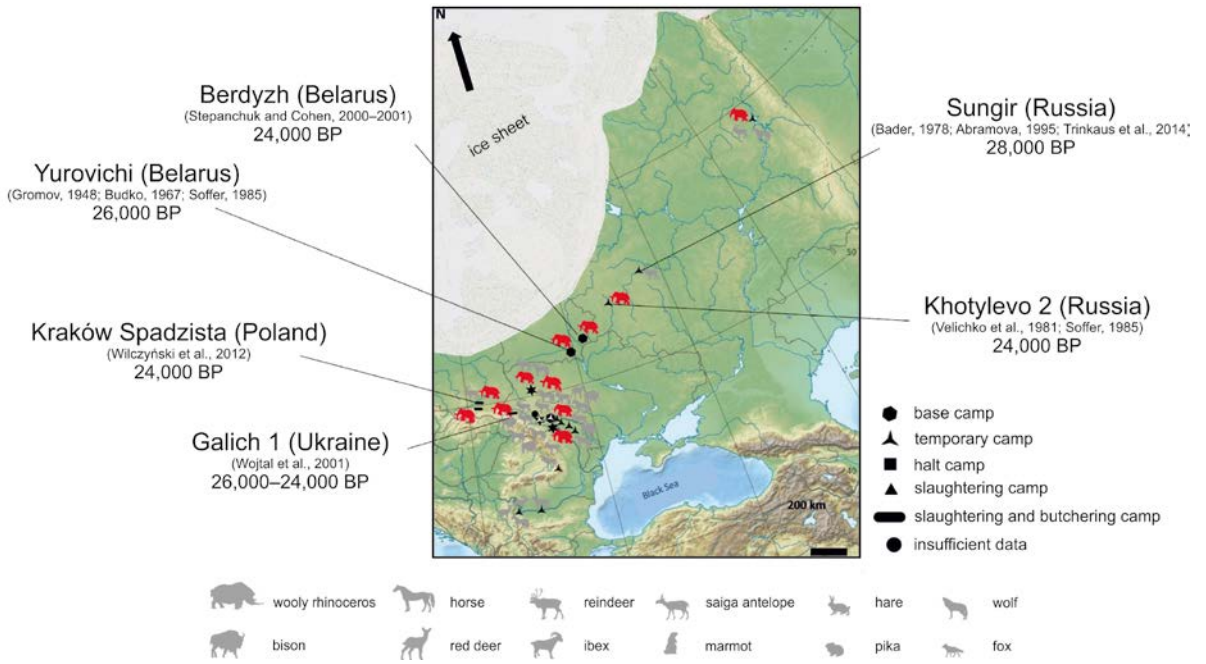 N
ice sheet
Berdyzh (Belarus)
(Stepanchuk and Cohen, 2000–2001)
24,000 BP
Yurovichi (Belarus)
(Gromov, 1948; Budko, 1967; Soffer, 1985)
26,000 BP
Kraków Spadzista (Poland)
(Wilczyński et al., 2012)
24,000 BP
Galich 1 (Ukraine)
(Wojtal et al., 2001)
26,000–24,000 BP
Sungir (Russia)
(Bader, 1978; Abramova, 1995; Trinkaus et al., 2014)
28,000 BP
Khotylevo 2 (Russia)
(Velichko et al., 1981; Soffer, 1985)
24,000 BP
50
40
Black Sea
200 km
base camp
temporary camp
halt camp
slaughtering camp
slaughtering and butchering camp
insufficient data
wooly rhinoceros horse reindeer saiga antelope hare wolf
bison red deer ibex marmot pika fox